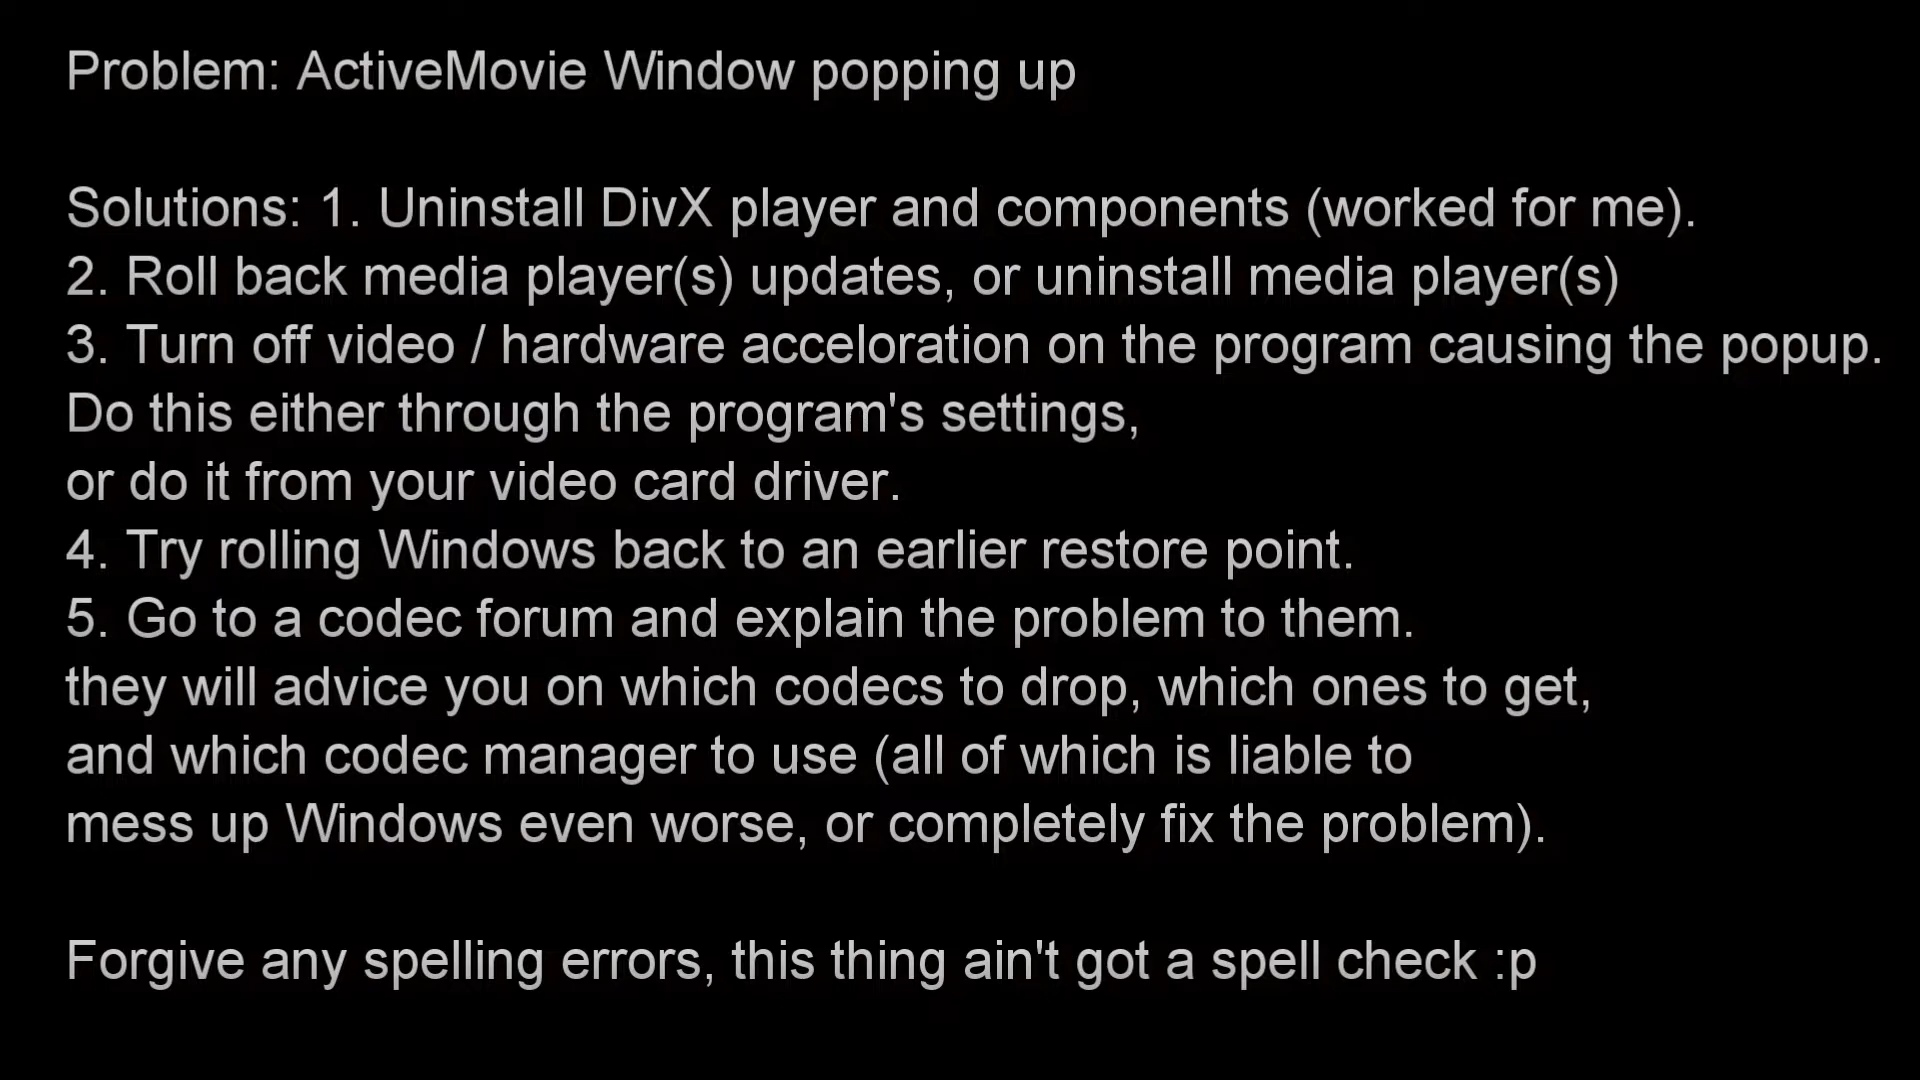 Problem: ActiveMovie Window popping up
Solutions: 1. Uninstall DivX player and components (worked for me).
2. Roll back media player(s) updates, or uninstall media player(s)
3. Turn off video / hardware acceloration on the program causing the popup.
Do this either through the program's settings,
or do it from your video card driver.
4. Try rolling Windows back to an earlier restore point.
5. Go to a codec forum and explain the problem to them.
they will advice you on which codecs to drop, which ones to get,
and which codec manager to use (all of which is liable to
mess up Windows even worse, or completely fix the problem).
Forgive any spelling errors, this thing ain't got a spell check :p